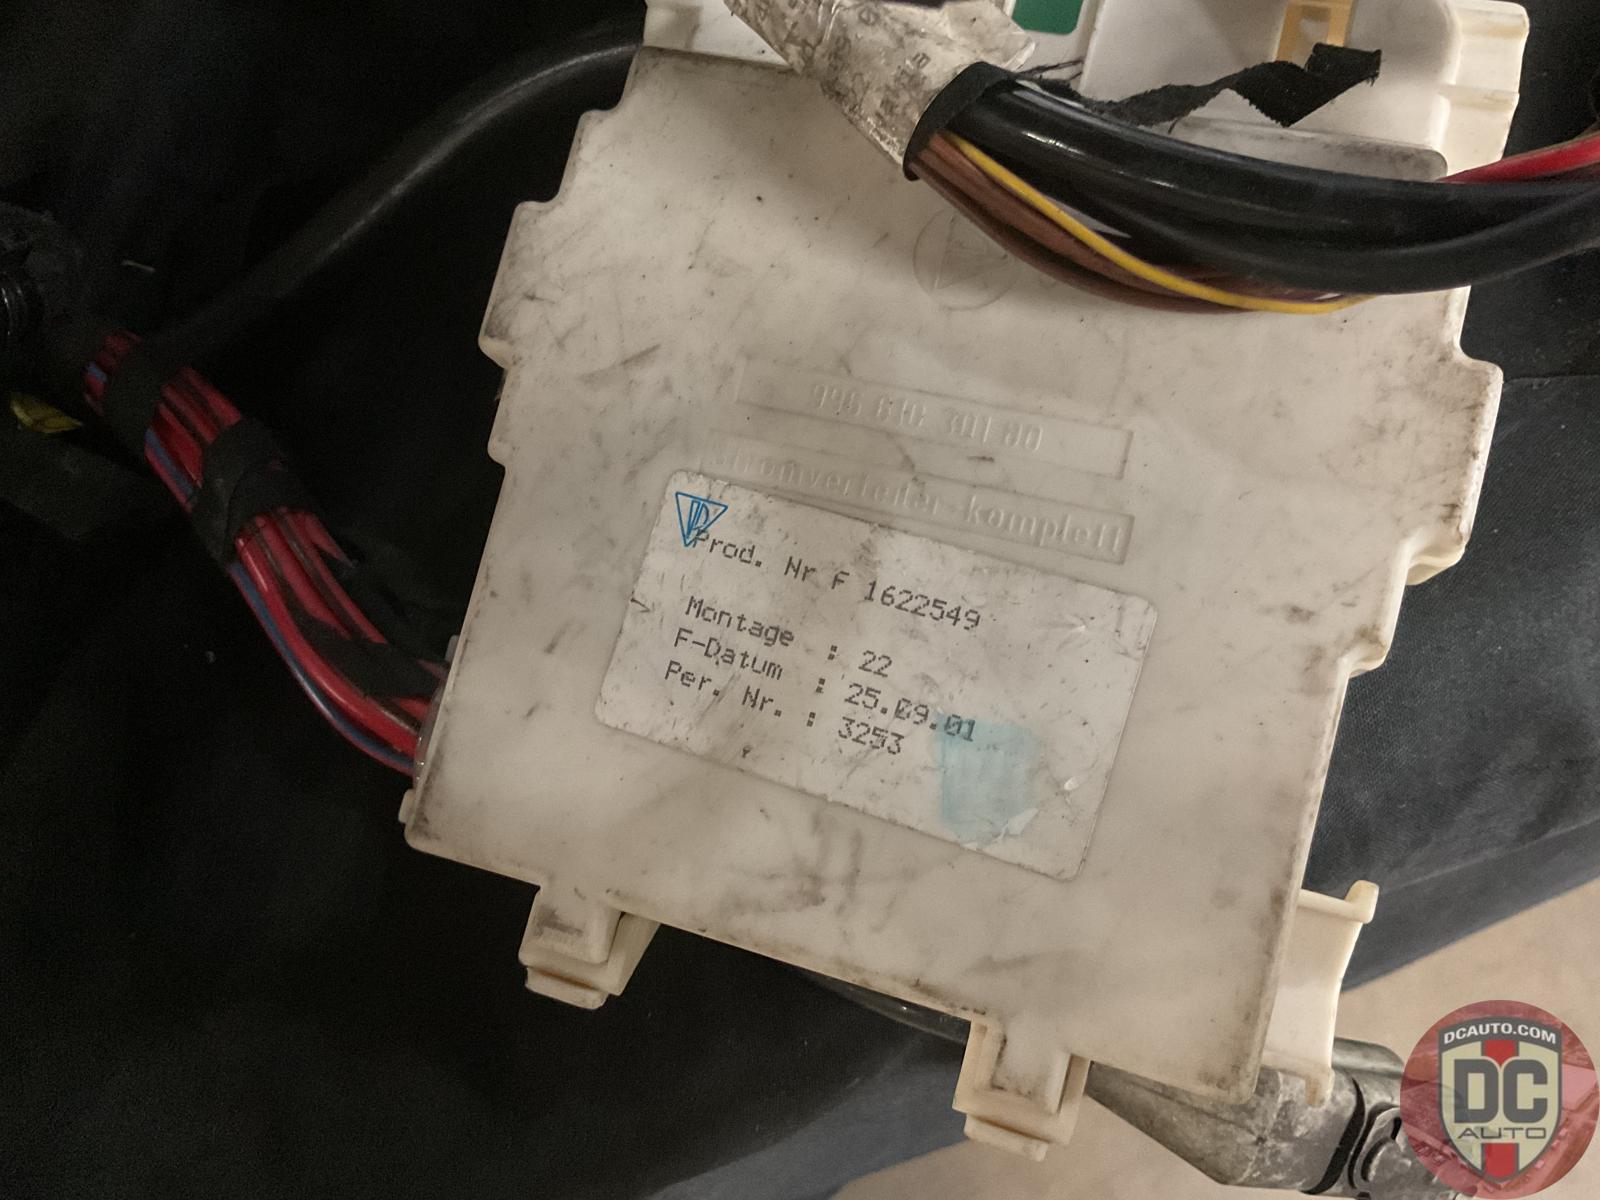 996 610 301 00
Stromverteiler-komplett
Prod. Nr F 1622549
Montage : 22
F-Datum : 25.09.01
Per. Nr. : 3253
DCAUTO.COM
DC
AUTO